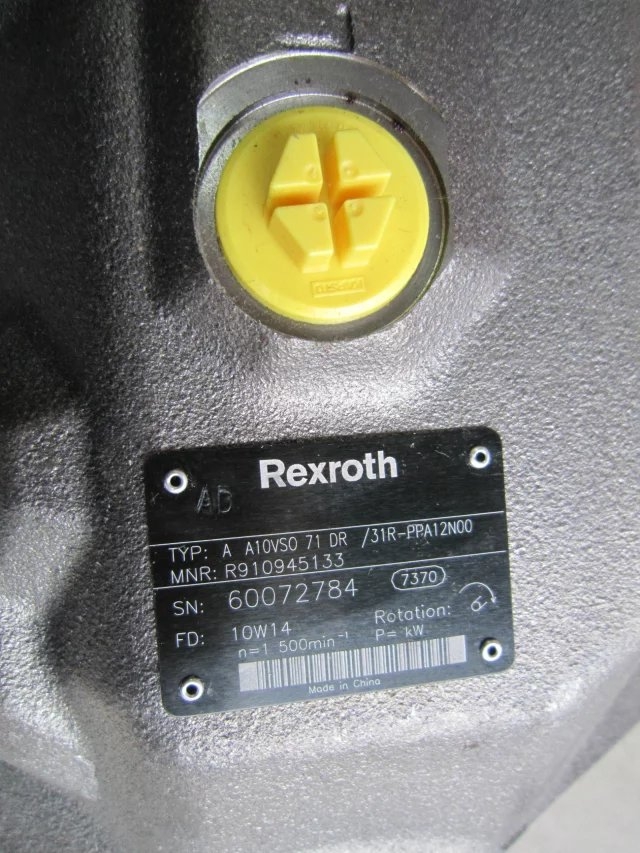 KAPSTO
Rexroth
AD
TYP: A A10VSO 71 DR /31R-PPA12N00
MNR: R910945133
SN: 60072784 7370
FD: 10W14 Rotation:
n=1 500min⁻¹ P= kW
Made in China